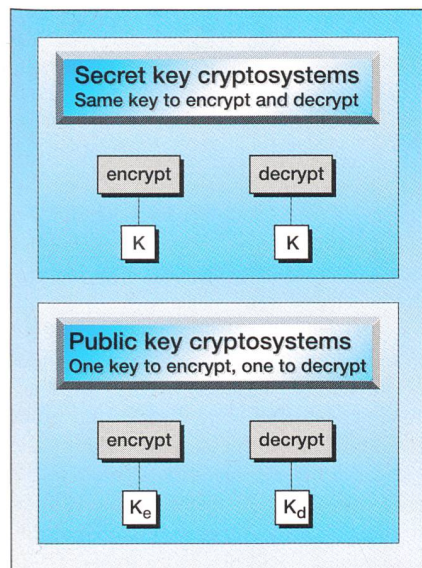 Secret key cryptosystems
Same key to encrypt and decrypt
encrypt decrypt
K K
Public key cryptosystems
One key to encrypt, one to decrypt
encrypt decrypt
Kₑ K_d